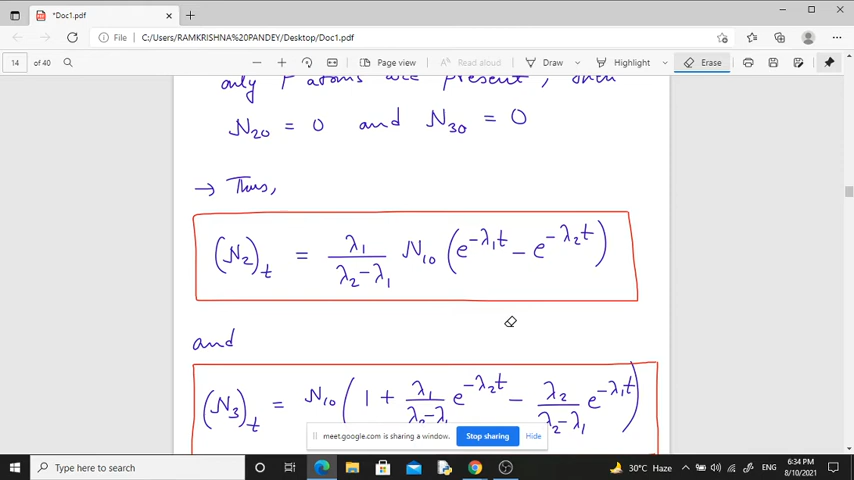 *Doc1.pdf
File C:/Users/RAMKRISHNA%20PANDEY/Desktop/Doc1.pdf
14 of 40 Page view Read aloud Draw Highlight Erase
only P atoms are present, then
N₂₀ = 0 and N₃₀ = 0
→ Thus,
(N₂)ₜ = λ₁/(λ₂-λ₁) N₁₀ (e^(-λ₁t) - e^(-λ₂t))
and
(N₃)ₜ = N₁₀ (1 + λ₁/(λ₂-λ₁) e^(-λ₂t) - λ₂/(λ₂-λ₁) e^(-λ₁t))
meet.google.com is sharing a window. Stop sharing Hide
Type here to search 30°C Haze ENG 6:34 PM
8/10/2021